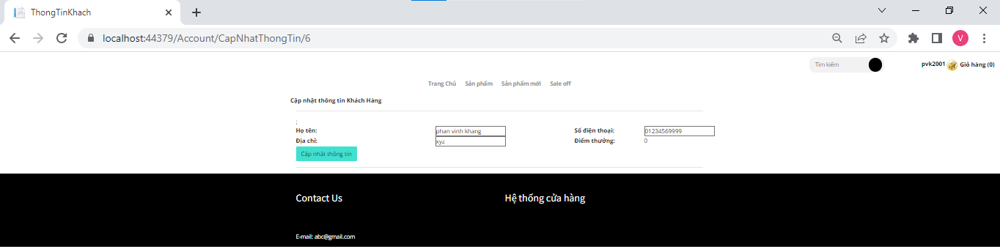 ThongTinKhach
localhost:44379/Account/CapNhatThongTin/6
V
Tìm kiếm
pvk2001 Giỏ hàng (0)
Trang Chủ Sản phẩm Sản phẩm mới Sale off
Cập nhật thông tin Khách Hàng
;
Họ tên: phan vinh khang Số điện thoại: 01234569999
Địa chỉ: xyz Điểm thưởng: 0
Cập nhật thông tin
Contact Us Hệ thống cửa hàng
E-mail: abc@gmail.com